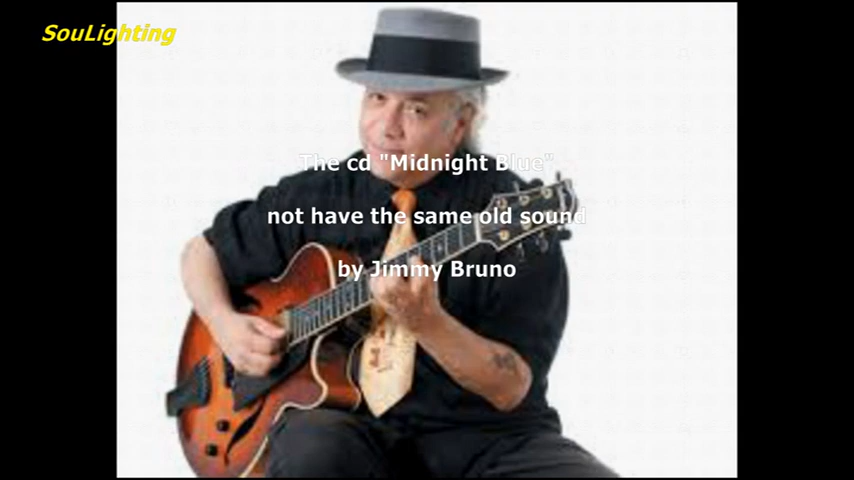 SouLighting
The cd "Midnight Blue"
not have the same old sound
by Jimmy Bruno